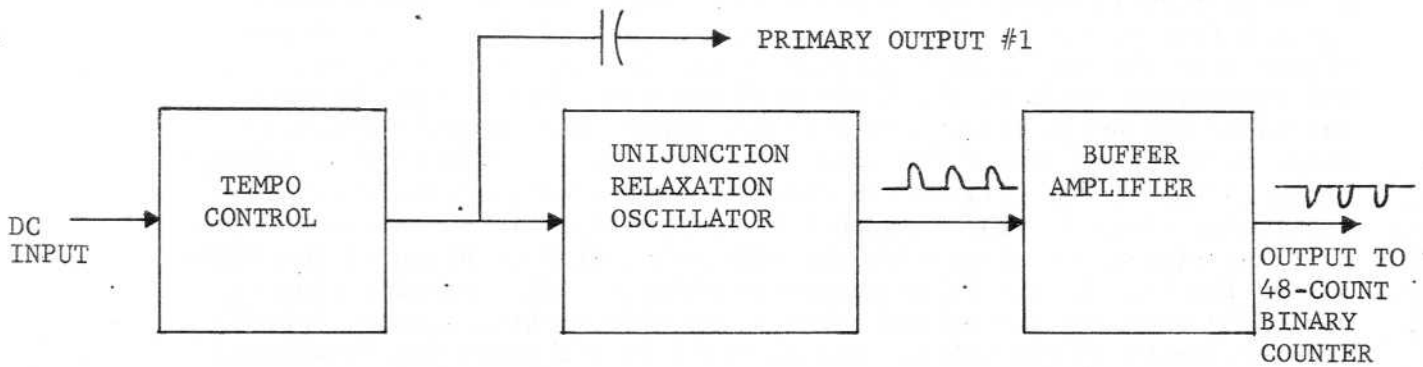 PRIMARY OUTPUT #1
DC
INPUT
TEMPO
CONTROL
UNIJUNCTION
RELAXATION
OSCILLATOR
BUFFER
AMPLIFIER
OUTPUT TO
48-COUNT
BINARY
COUNTER